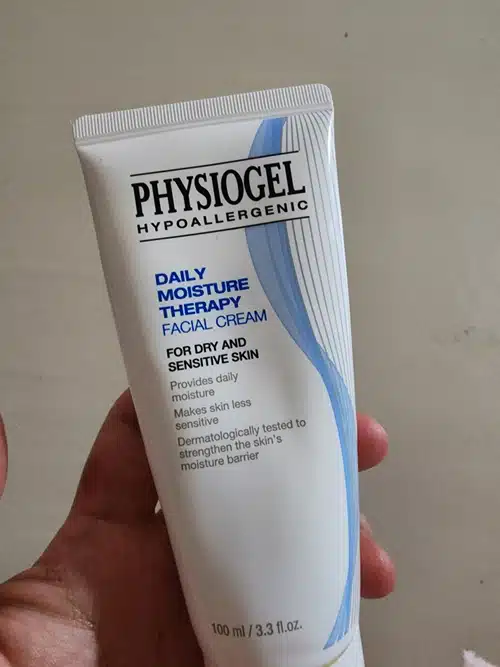 PHYSIOGEL
HYPOALLERGENIC
DAILY
MOISTURE
THERAPY
FACIAL CREAM
FOR DRY AND
SENSITIVE SKIN
Provides daily
moisture
Makes skin less
sensitive
Dermatologically tested to
strengthen the skin's
moisture barrier
100 ml / 3.3 fl.oz.